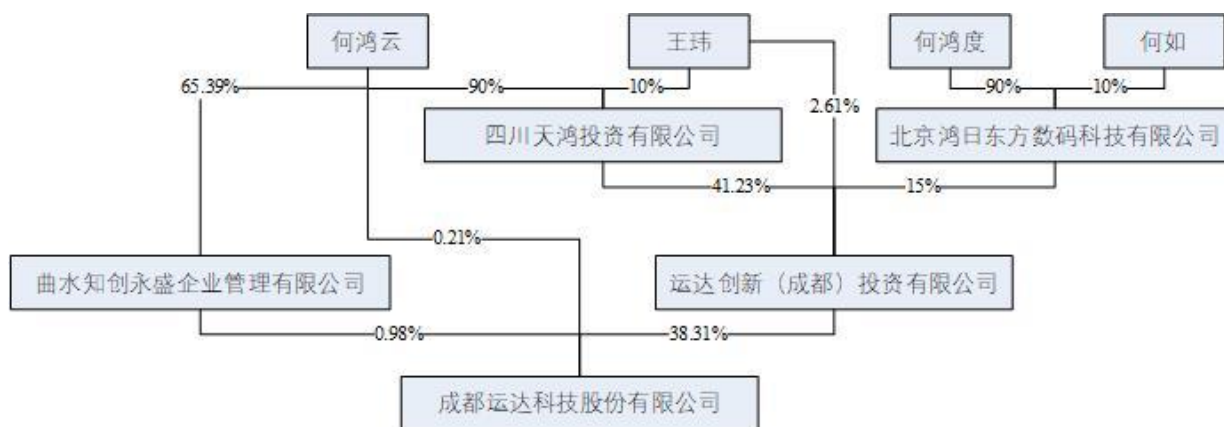 何鸿云
王玮
何鸿度
何如
65.39%
90%
10%
2.61%
90%
10%
四川天鸿投资有限公司
北京鸿日东方数码科技有限公司
41.23%
15%
0.21%
曲水知创永盛企业管理有限公司
运达创新（成都）投资有限公司
0.98%
38.31%
成都运达科技股份有限公司